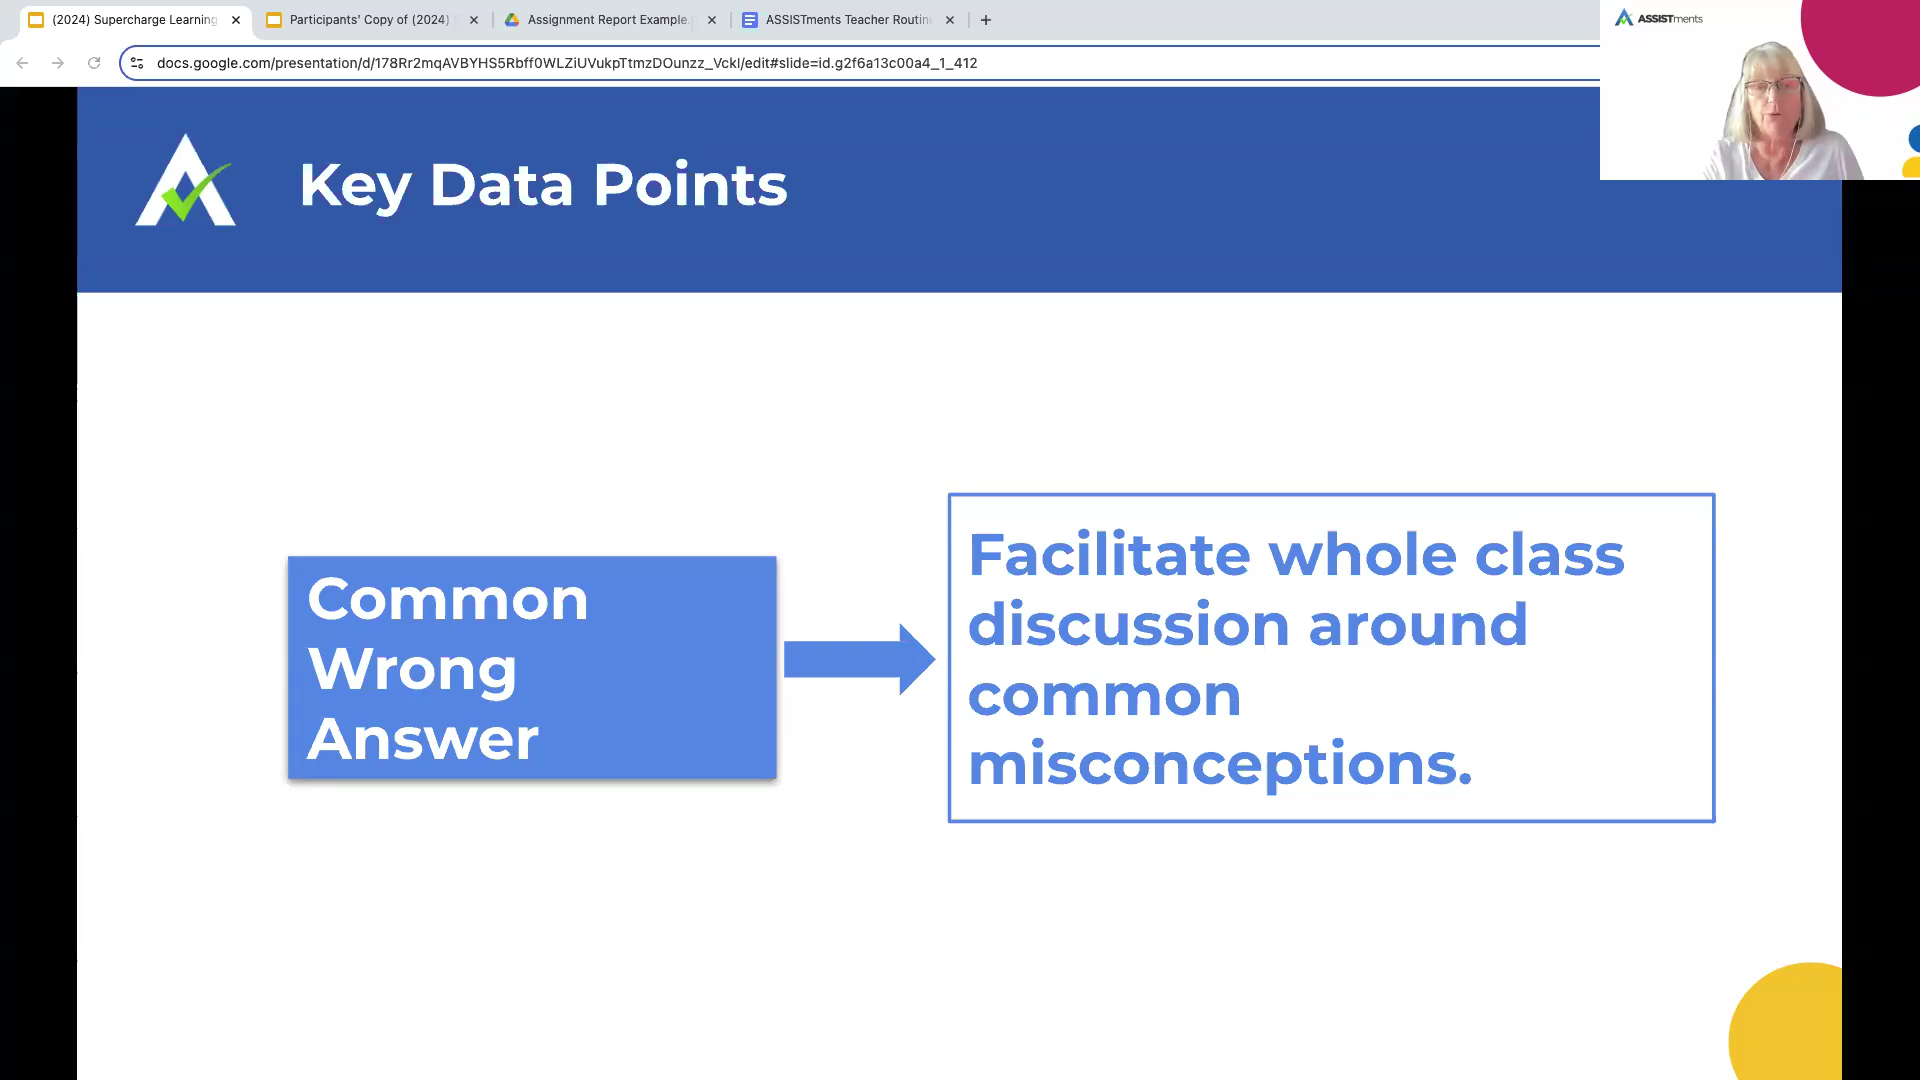 (2024) Supercharge Learning
Participants' Copy of (2024)
Assignment Report Example.
ASSISTments Teacher Routin
docs.google.com/presentation/d/178Rr2mqAVBYHS5Rbff0WLZiUVukpTtmzDOunzz_VckI/edit#slide=id.g2f6a13c00a4_1_412
ASSISTments
Key Data Points
Common
Wrong
Answer
Facilitate whole class
discussion around
common
misconceptions.